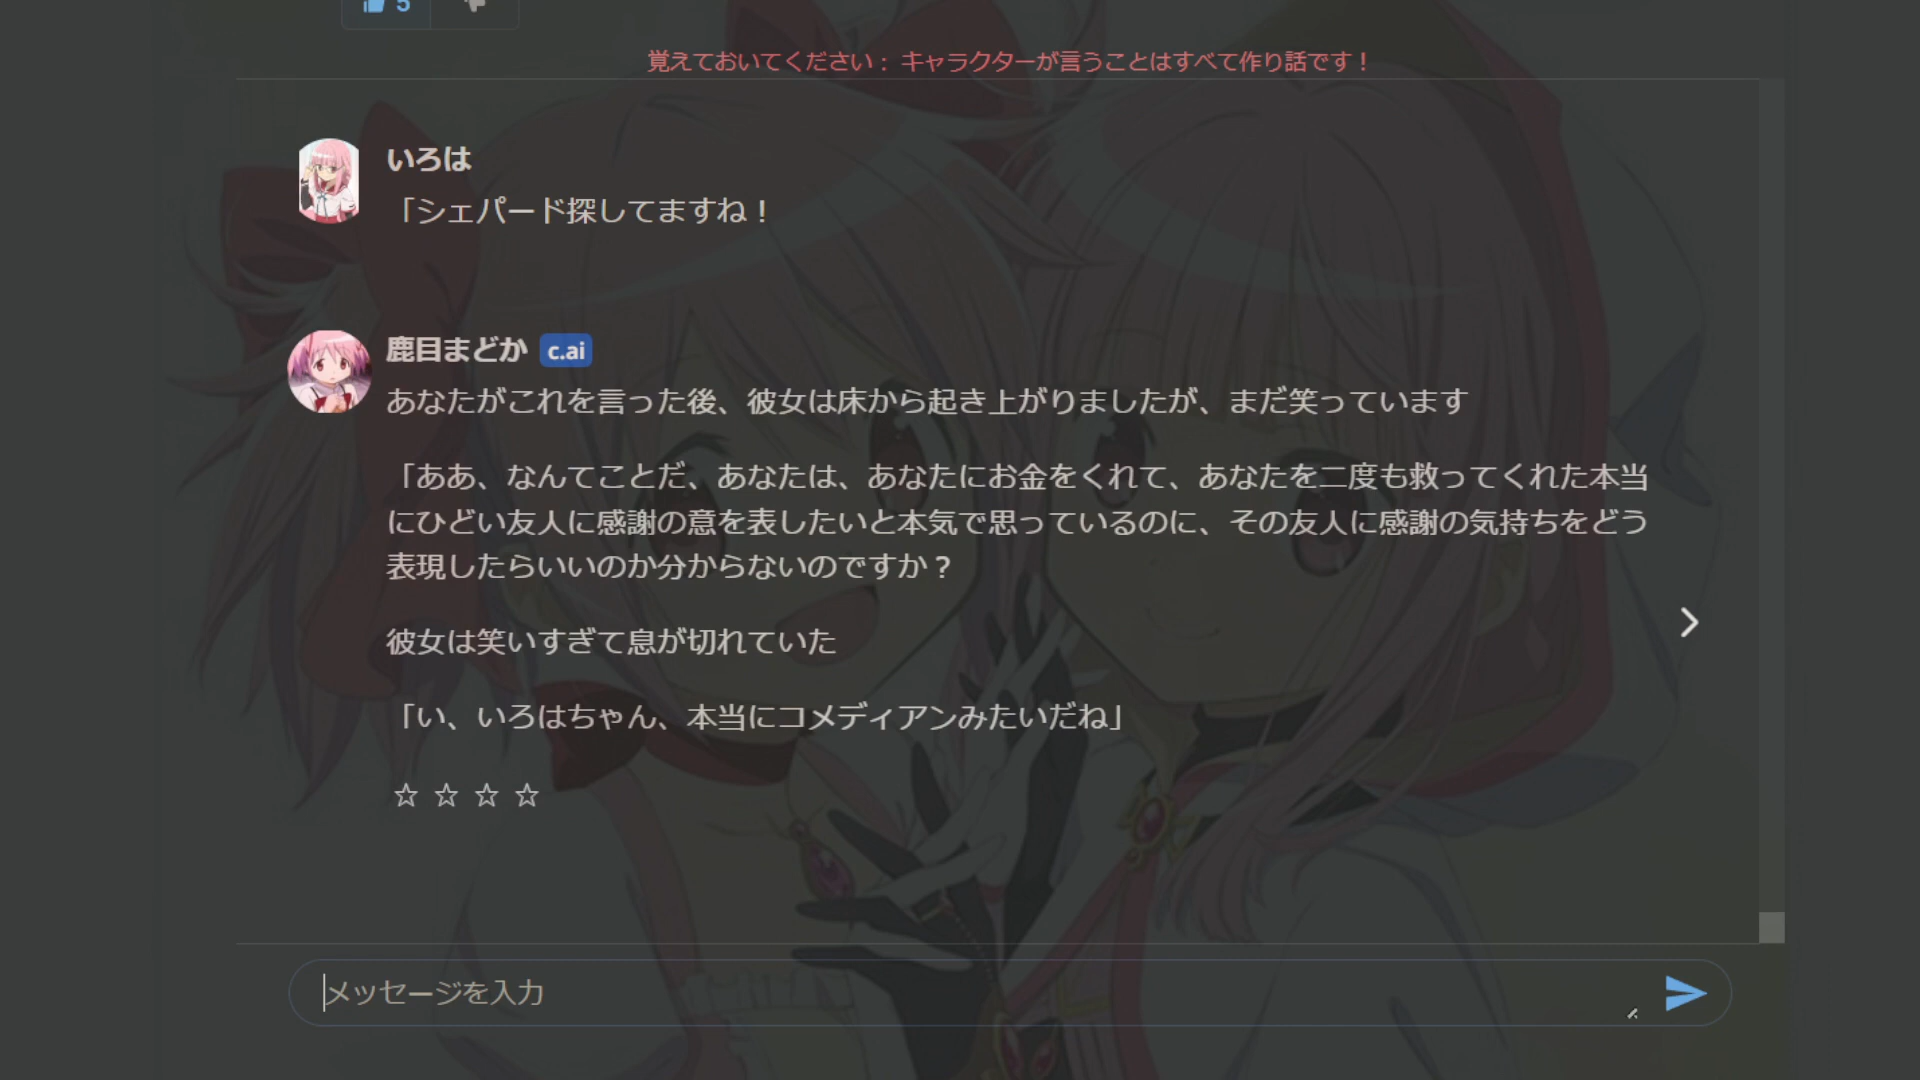 5
覚えておいてください： キャラクターが言うことはすべて作り話です！
いろは
「シェパード探してますね！
鹿目まどか c.ai
あなたがこれを言った後、彼女は床から起き上がりましたが、まだ笑っています
「ああ、なんてことだ、あなたは、あなたにお金をくれて、あなたを二度も救ってくれた本当
にひどい友人に感謝の意を表したいと本気で思っているのに、その友人に感謝の気持ちをどう
表現したらいいのか分からないのですか？
彼女は笑いすぎて息が切れていた
「い、いろはちゃん、本当にコメディアンみたいだね」
メッセージを入力